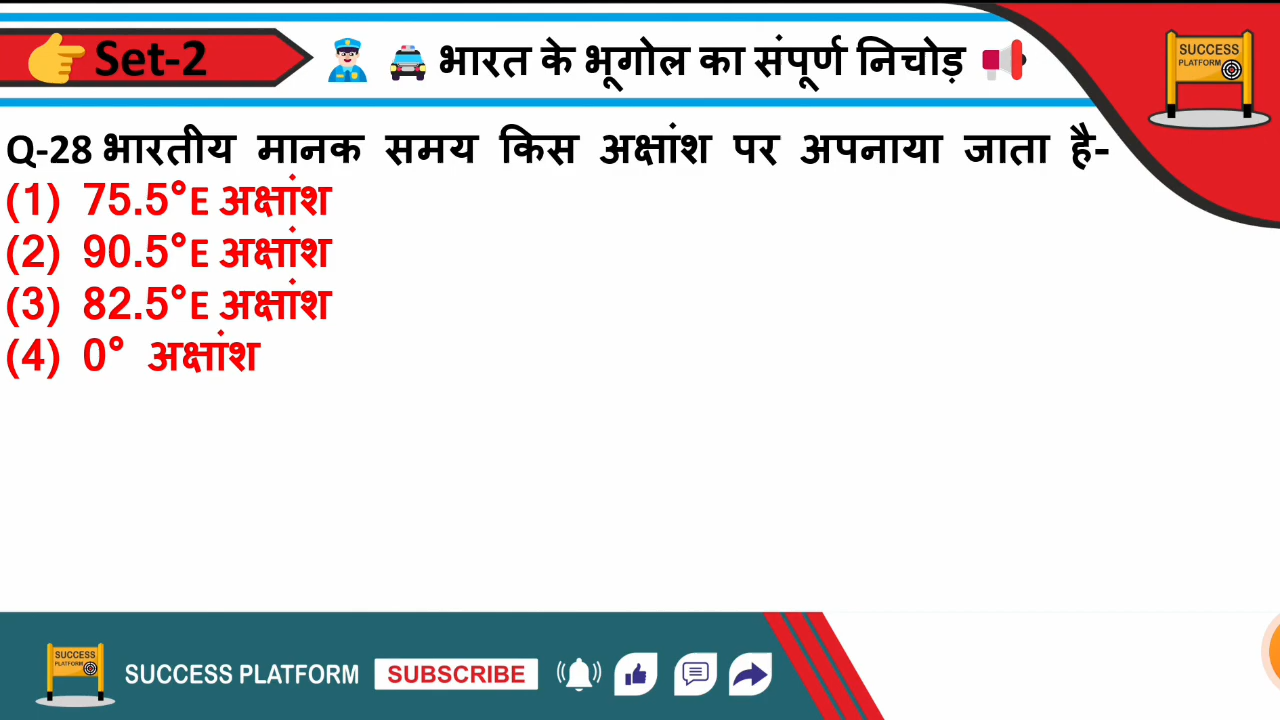 Set-2
भारत के भूगोल का संपूर्ण निचोड़
SUCCESS
PLATFORM
Q-28 भारतीय मानक समय किस अक्षांश पर अपनाया जाता है-
(1) 75.5°E अक्षांश
(2) 90.5°E अक्षांश
(3) 82.5°E अक्षांश
(4) 0° अक्षांश
SUCCESS
PLATFORM
SUCCESS PLATFORM
SUBSCRIBE